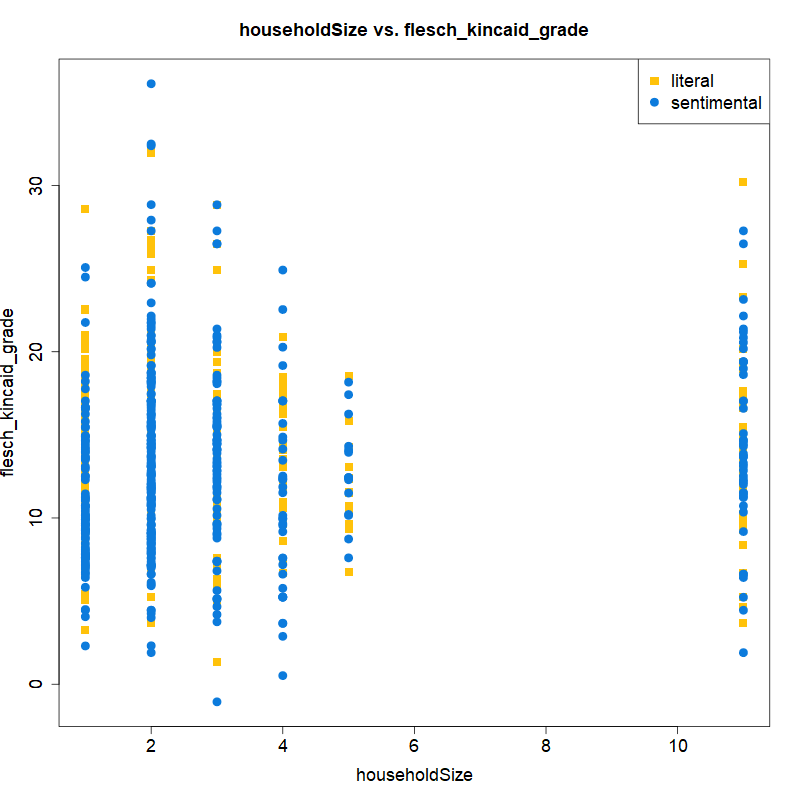 householdSize vs. flesch_kincaid_grade
literal
sentimental
flesch_kincaid_grade
30
20
10
0
2
4
6
8
10
householdSize